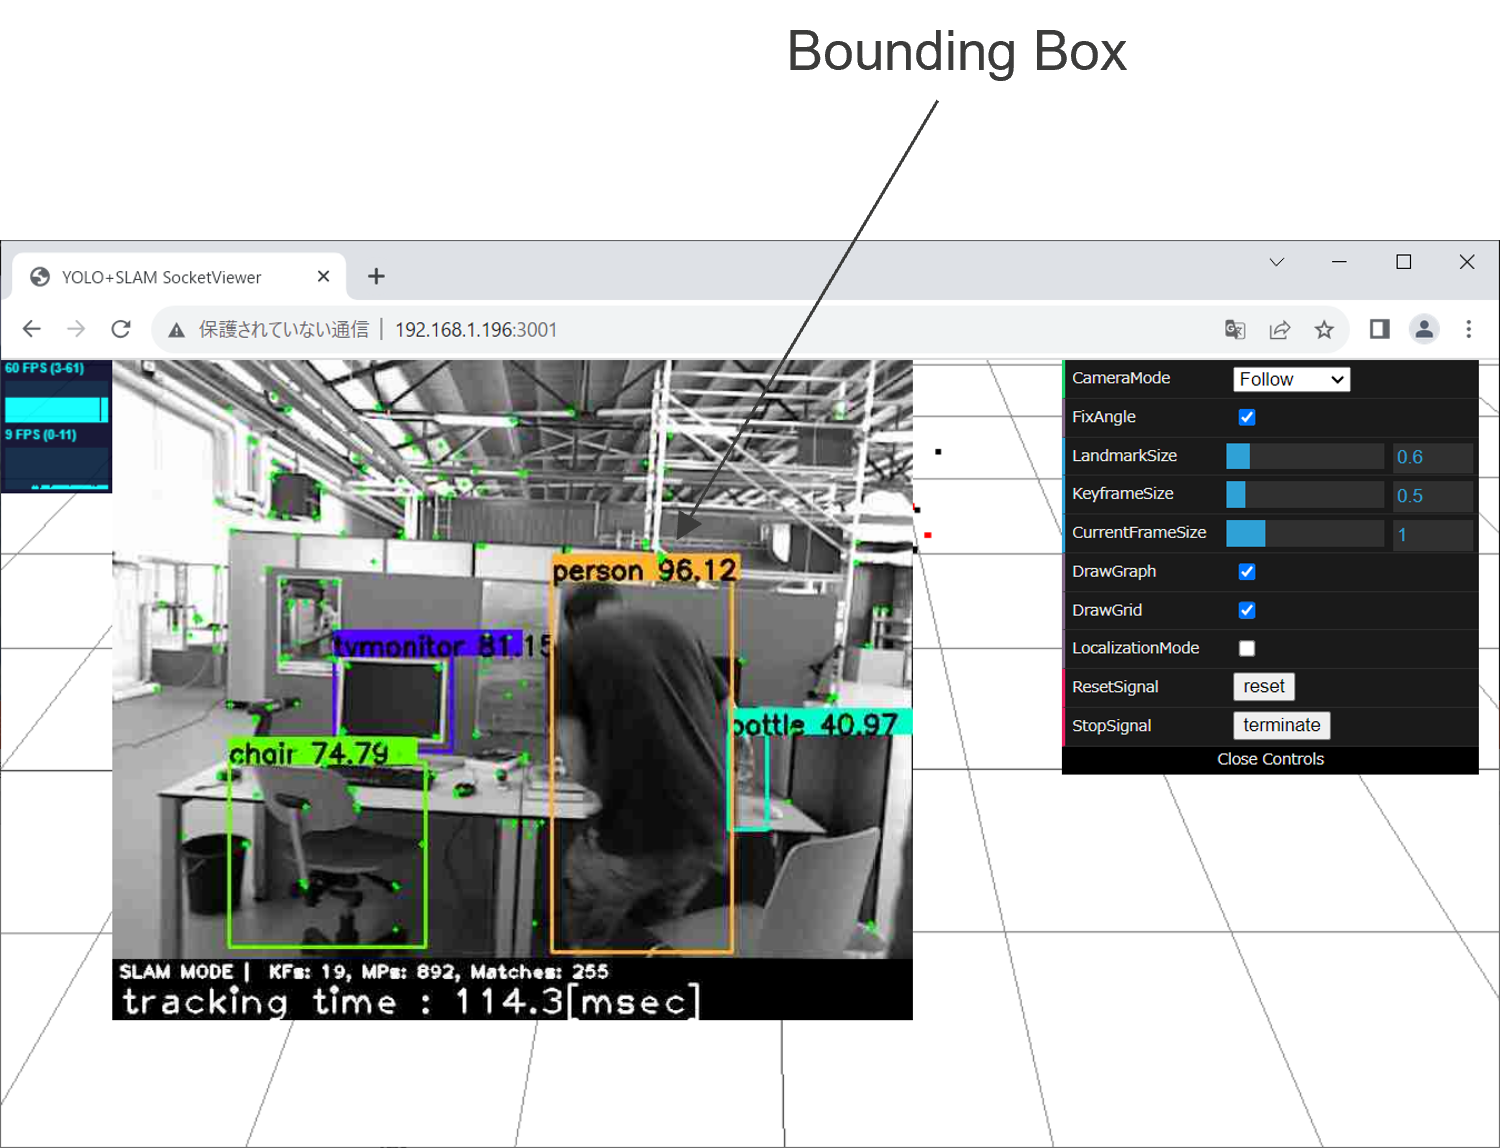 Bounding Box
YOLO+SLAM SocketViewer
保護されていない通信 | 192.168.1.196:3001
60 FPS (3-61)
9 FPS (0-11)
CameraMode Follow
FixAngle
LandmarkSize 0.6
KeyframeSize 0.5
CurrentFrameSize 1
DrawGraph
DrawGrid
LocalizationMode
ResetSignal reset
StopSignal terminate
Close Controls
person 96.12
tvmonitor 81.15
bottle 40.97
chair 74.79
SLAM MODE | KFs: 19, MPs: 892, Matches: 255
tracking time : 114.3[msec]